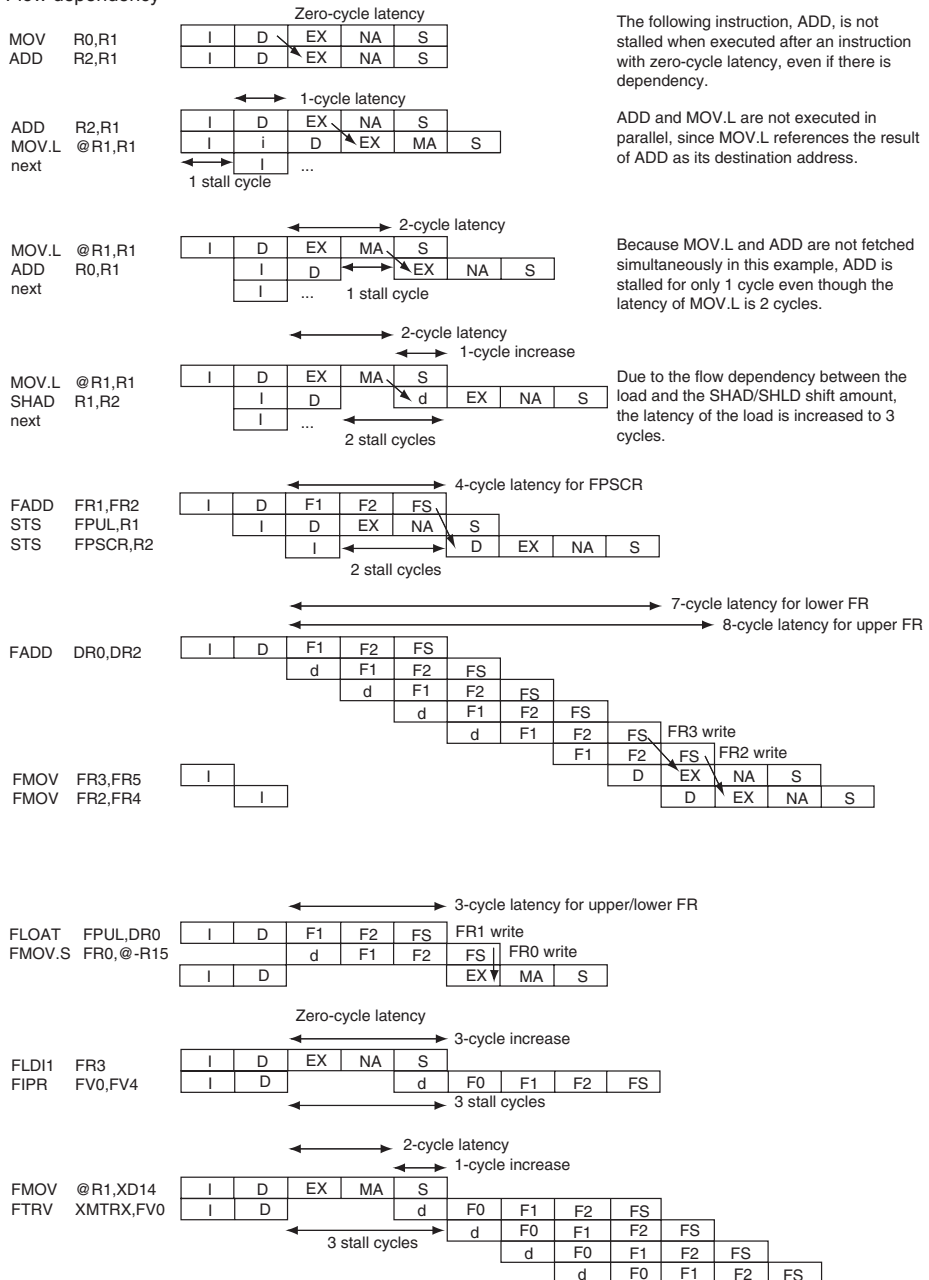 Flow dependency
Zero-cycle latency
MOV R0,R1 I D EX NA S
ADD R2,R1 I D EX NA S
The following instruction, ADD, is not
stalled when executed after an instruction
with zero-cycle latency, even if there is
dependency.
1-cycle latency
ADD R2,R1 I D EX NA S
MOV.L @R1,R1 I i D EX MA S
next I ...
1 stall cycle
ADD and MOV.L are not executed in
parallel, since MOV.L references the result
of ADD as its destination address.
2-cycle latency
MOV.L @R1,R1 I D EX MA S
ADD R0,R1 I D EX NA S
next I ... 1 stall cycle
Because MOV.L and ADD are not fetched
simultaneously in this example, ADD is
stalled for only 1 cycle even though the
latency of MOV.L is 2 cycles.
2-cycle latency
1-cycle increase
MOV.L @R1,R1 I D EX MA S
SHAD R1,R2 I D d EX NA S
next I ...
2 stall cycles
Due to the flow dependency between the
load and the SHAD/SHLD shift amount,
the latency of the load is increased to 3
cycles.
4-cycle latency for FPSCR
FADD FR1,FR2 I D F1 F2 FS
STS FPUL,R1 I D EX NA S
STS FPSCR,R2 I D EX NA S
2 stall cycles
7-cycle latency for lower FR
8-cycle latency for upper FR
FADD DR0,DR2 I D F1 F2 FS
d F1 F2 FS
d F1 F2 FS
d F1 F2 FS
d F1 F2 FS FR3 write
F1 F2 FS FR2 write
FMOV FR3,FR5 I D EX NA S
FMOV FR2,FR4 I D EX NA S
3-cycle latency for upper/lower FR
FLOAT FPUL,DR0 I D F1 F2 FS FR1 write
FMOV.S FR0,@-R15 d F1 F2 FS FR0 write
I D EX MA S
Zero-cycle latency
3-cycle increase
FLDI1 FR3 I D EX NA S
FIPR FV0,FV4 I D d F0 F1 F2 FS
3 stall cycles
2-cycle latency
1-cycle increase
FMOV @R1,XD14 I D EX MA S
FTRV XMTRX,FV0 I D d F0 F1 F2 FS
3 stall cycles d F0 F1 F2 FS
d F0 F1 F2 FS
d F0 F1 F2 FS